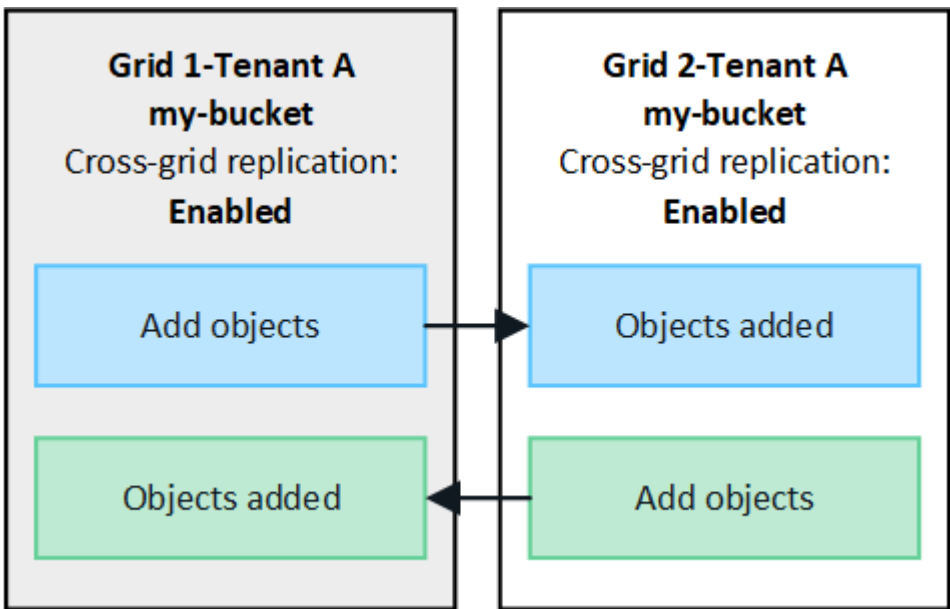 Grid 1-Tenant A
my-bucket
Cross-grid replication:
Enabled
Add objects
Objects added
Grid 2-Tenant A
my-bucket
Cross-grid replication:
Enabled
Objects added
Add objects